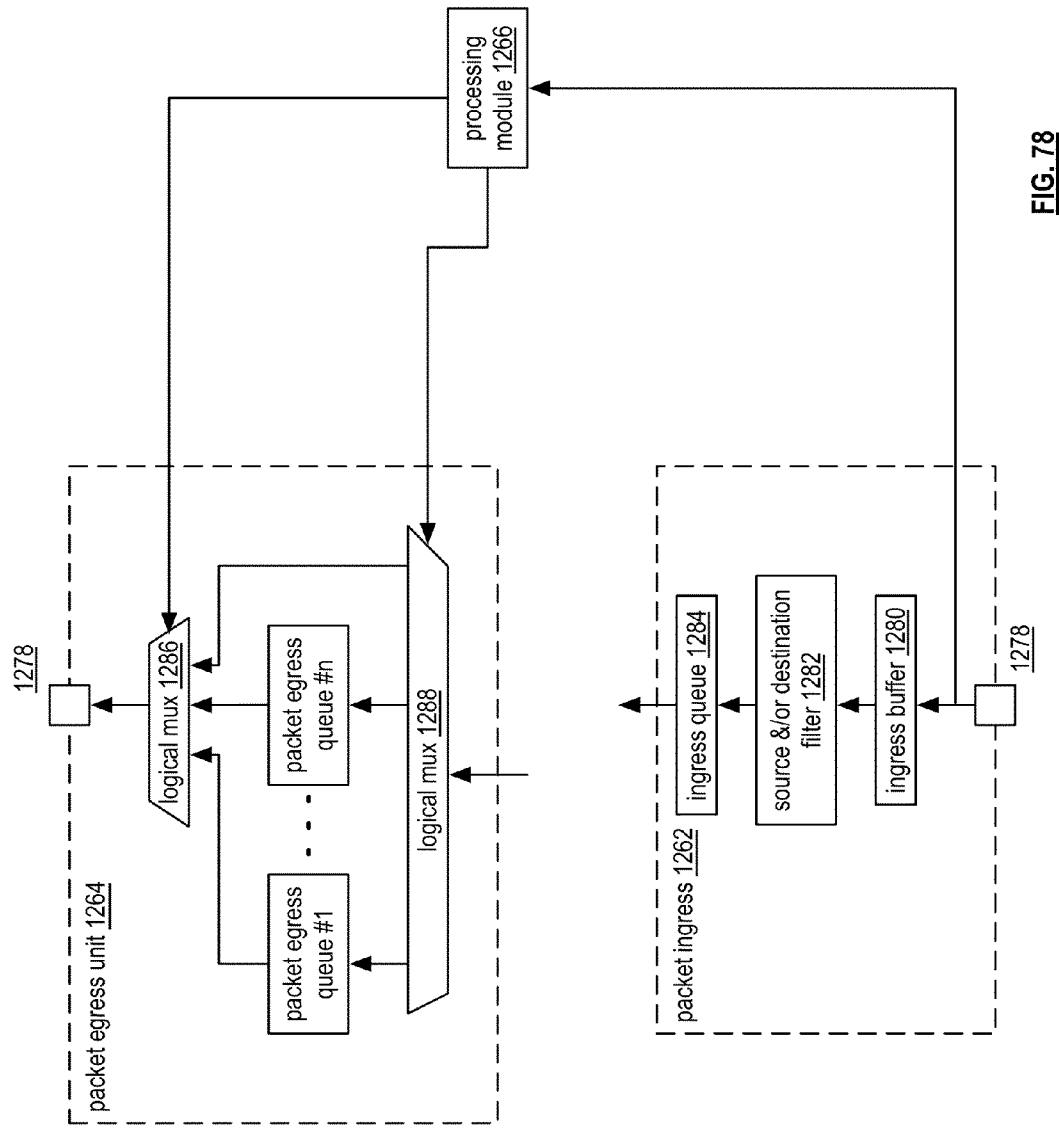 1278
packet egress unit 1264
logical mux 1286
packet egress
queue #1
packet egress
queue #n
logical mux 1288
processing
module 1266
packet ingress 1262
ingress queue 1284
source &/or destination
filter 1282
ingress buffer 1280
1278
FIG. 78